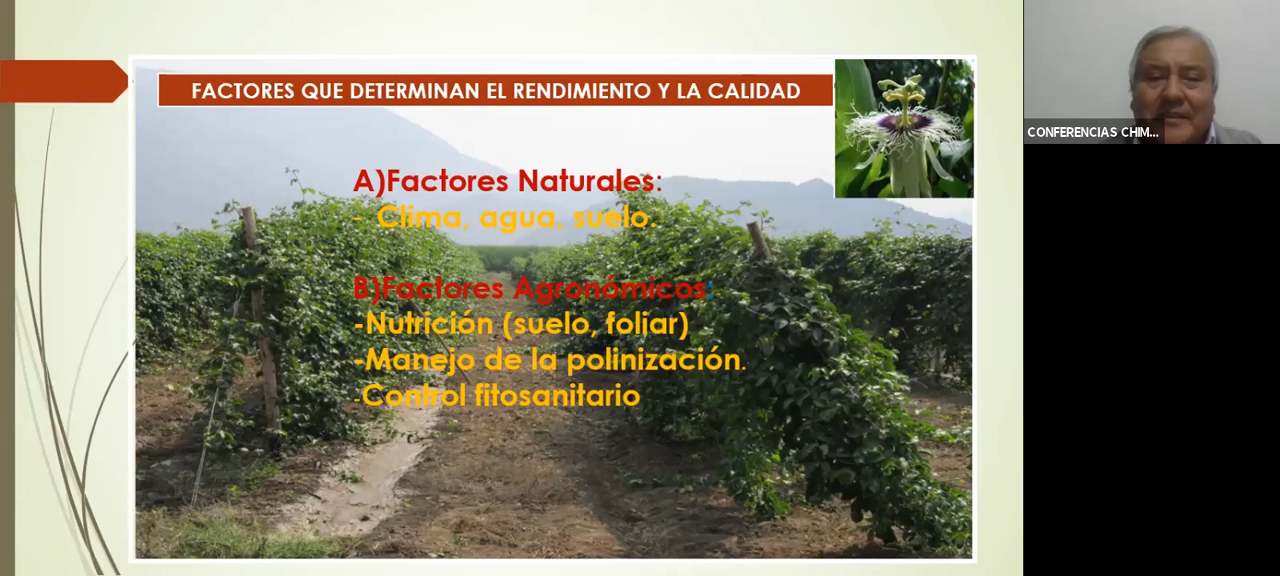 FACTORES QUE DETERMINAN EL RENDIMIENTO Y LA CALIDAD
A)Factores Naturales:
- Clima, agua, suelo.
B)Factores Agronómicos:
-Nutrición (suelo, foliar)
-Manejo de la polinización.
-Control fitosanitario
CONFERENCIAS CHIM...